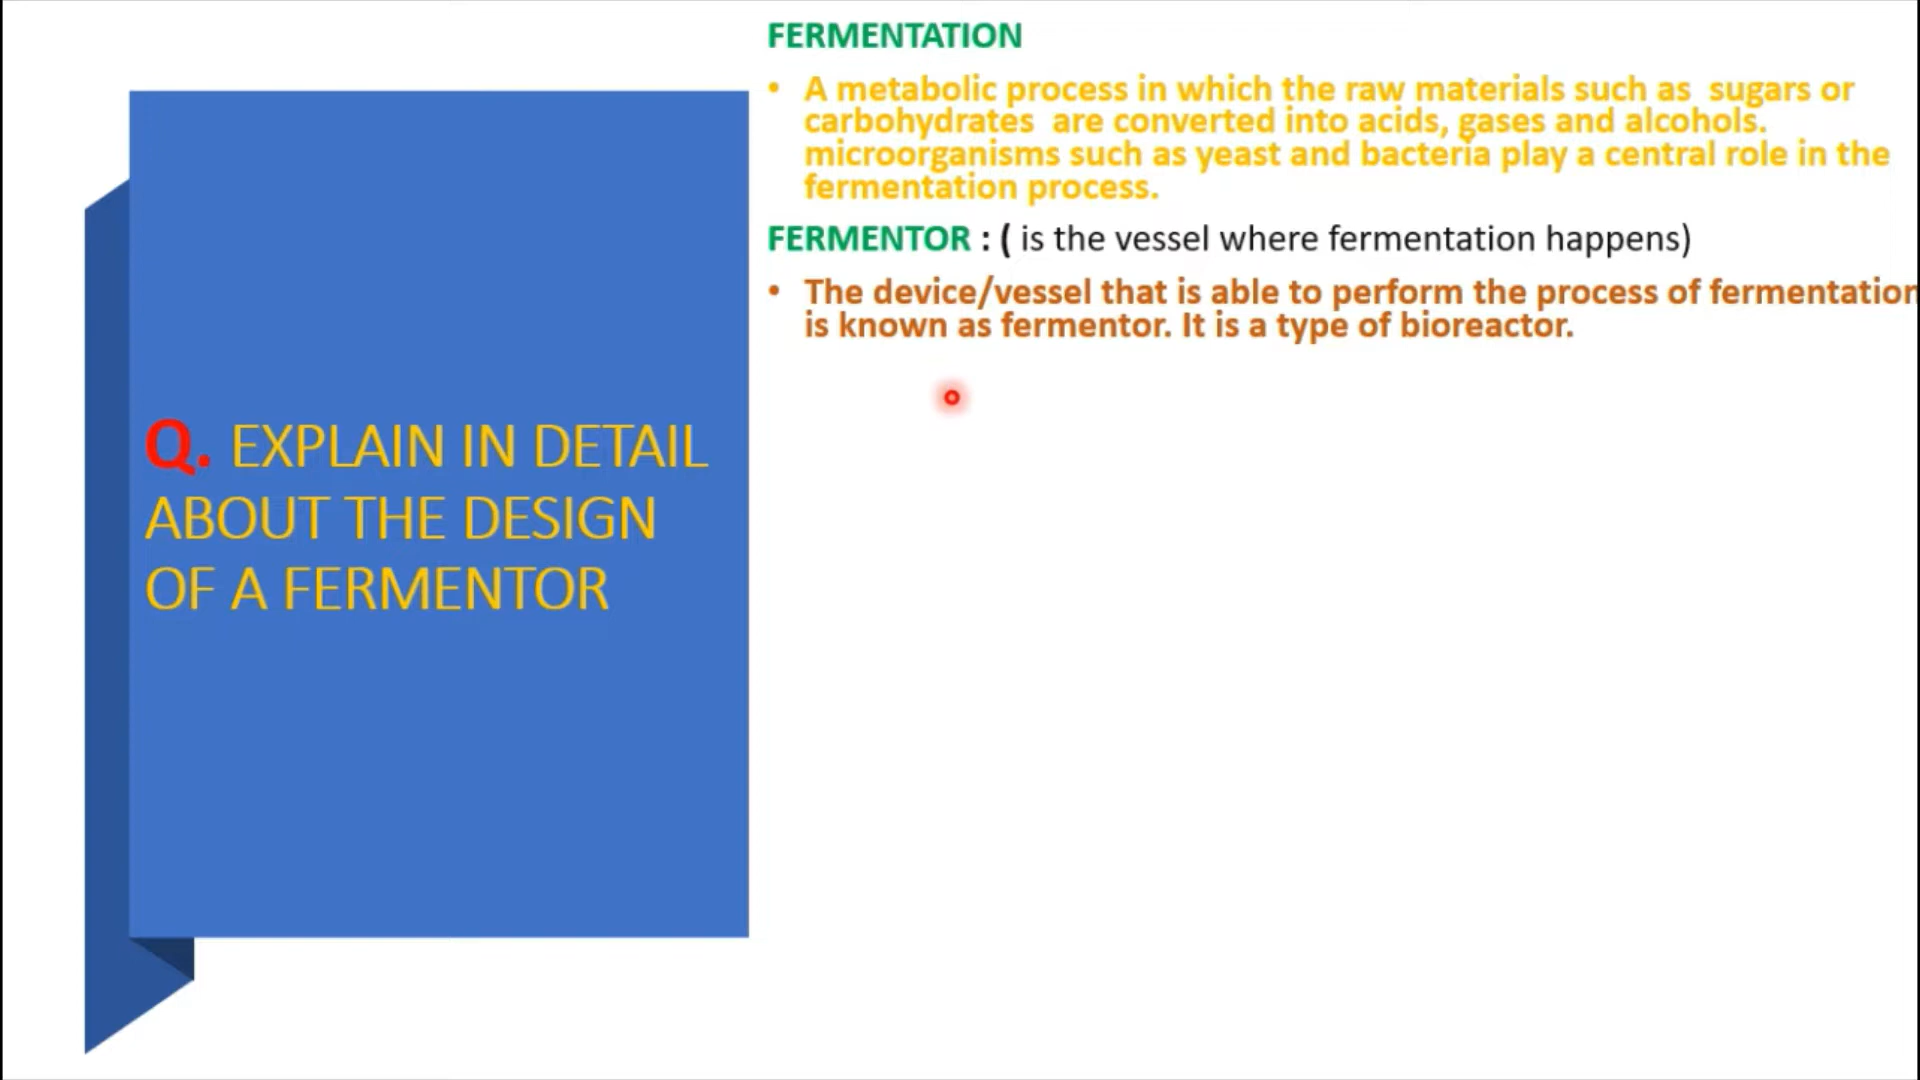 Q. EXPLAIN IN DETAIL
ABOUT THE DESIGN
OF A FERMENTOR
FERMENTATION
• A metabolic process in which the raw materials such as  sugars or
carbohydrates  are converted into acids, gases and alcohols.
microorganisms such as yeast and bacteria play a central role in the
fermentation process.
FERMENTOR : ( is the vessel where fermentation happens)
• The device/vessel that is able to perform the process of fermentation
is known as fermentor. It is a type of bioreactor.